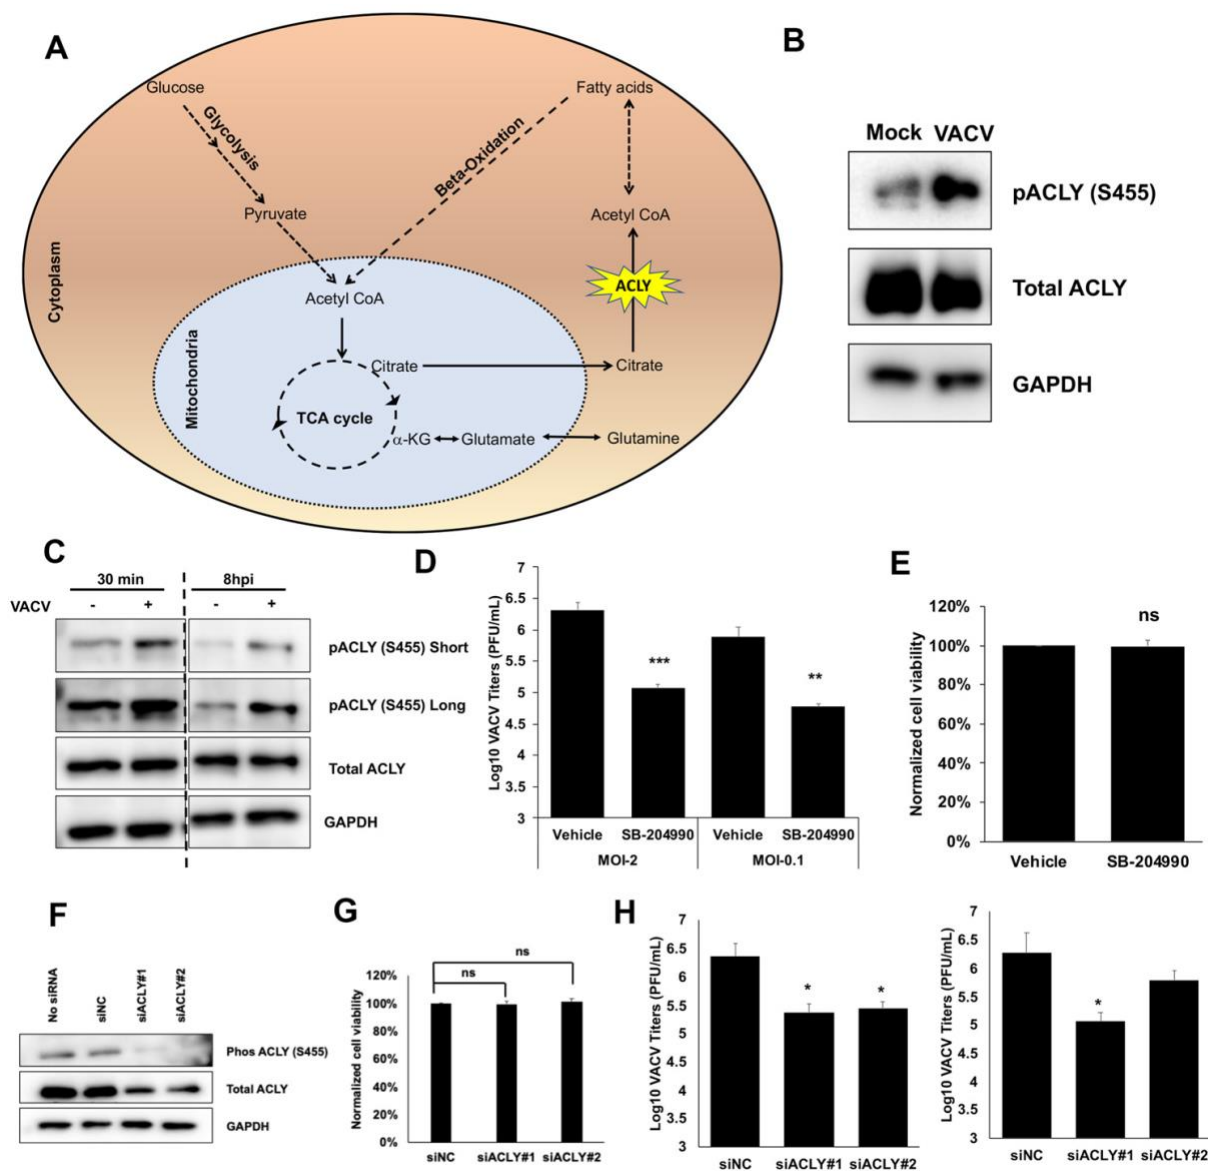 A
Glucose
Glycolysis
Pyruvate
Fatty acids
Beta-Oxidation
Acetyl CoA
ACLY
Acetyl CoA
Cytoplasm
Mitochondria
Citrate
Citrate
TCA cycle
α-KG
Glutamate
Glutamine
B
Mock VACV
pACLY (S455)
Total ACLY
GAPDH
C
30 min 8hpi
VACV - + - +
pACLY (S455) Short
pACLY (S455) Long
Total ACLY
GAPDH
D
Log10 VACV Titers (PFU/mL)
7
6.5
6
5.5
5
4.5
4
3.5
3
***
**
Vehicle SB-204990 Vehicle SB-204990
MOI-2 MOI-0.1
E
Normalized cell viability
120%
100%
80%
60%
40%
20%
0%
ns
Vehicle SB-204990
F
No siRNA
siNC
siACLY#1
siACLY#2
Phos ACLY (S455)
Total ACLY
GAPDH
G
Normalized cell viability
120%
100%
80%
60%
40%
20%
0%
ns
ns
siNC siACLY#1 siACLY#2
H
Log10 VACV Titers (PFU/mL)
7
6.5
6
5.5
5
4.5
4
3.5
3
* *
siNC siACLY#1 siACLY#2
Log10 VACV Titers (PFU/mL)
7
6.5
6
5.5
5
4.5
4
3.5
3
*
siNC siACLY#1 siACLY#2